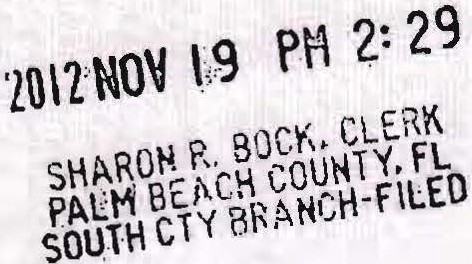 2012 NOV 19 PM 2:29
SHARON R. BOCK, CLERK
PALM BEACH COUNTY, FL
SOUTH CTY BRANCH-FILED